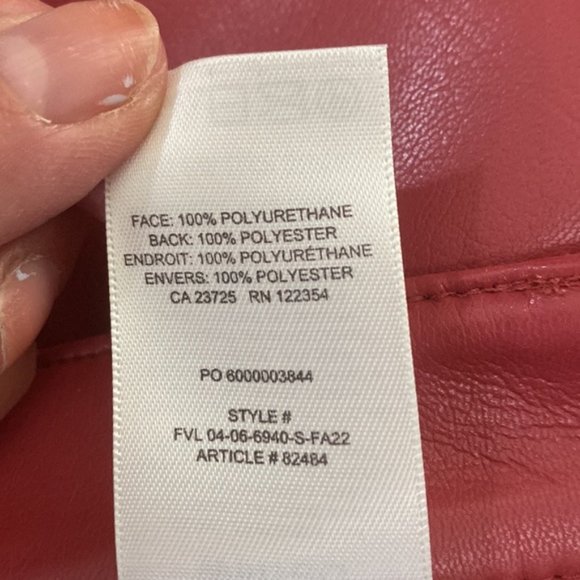 FACE: 100% POLYURETHANE
BACK: 100% POLYESTER
ENDROIT: 100% POLYURÉTHANE
ENVERS: 100% POLYESTER
CA 23725 RN 122354
PO 6000003844
STYLE #
FVL 04-06-6940-S-FA22
ARTICLE # 82484